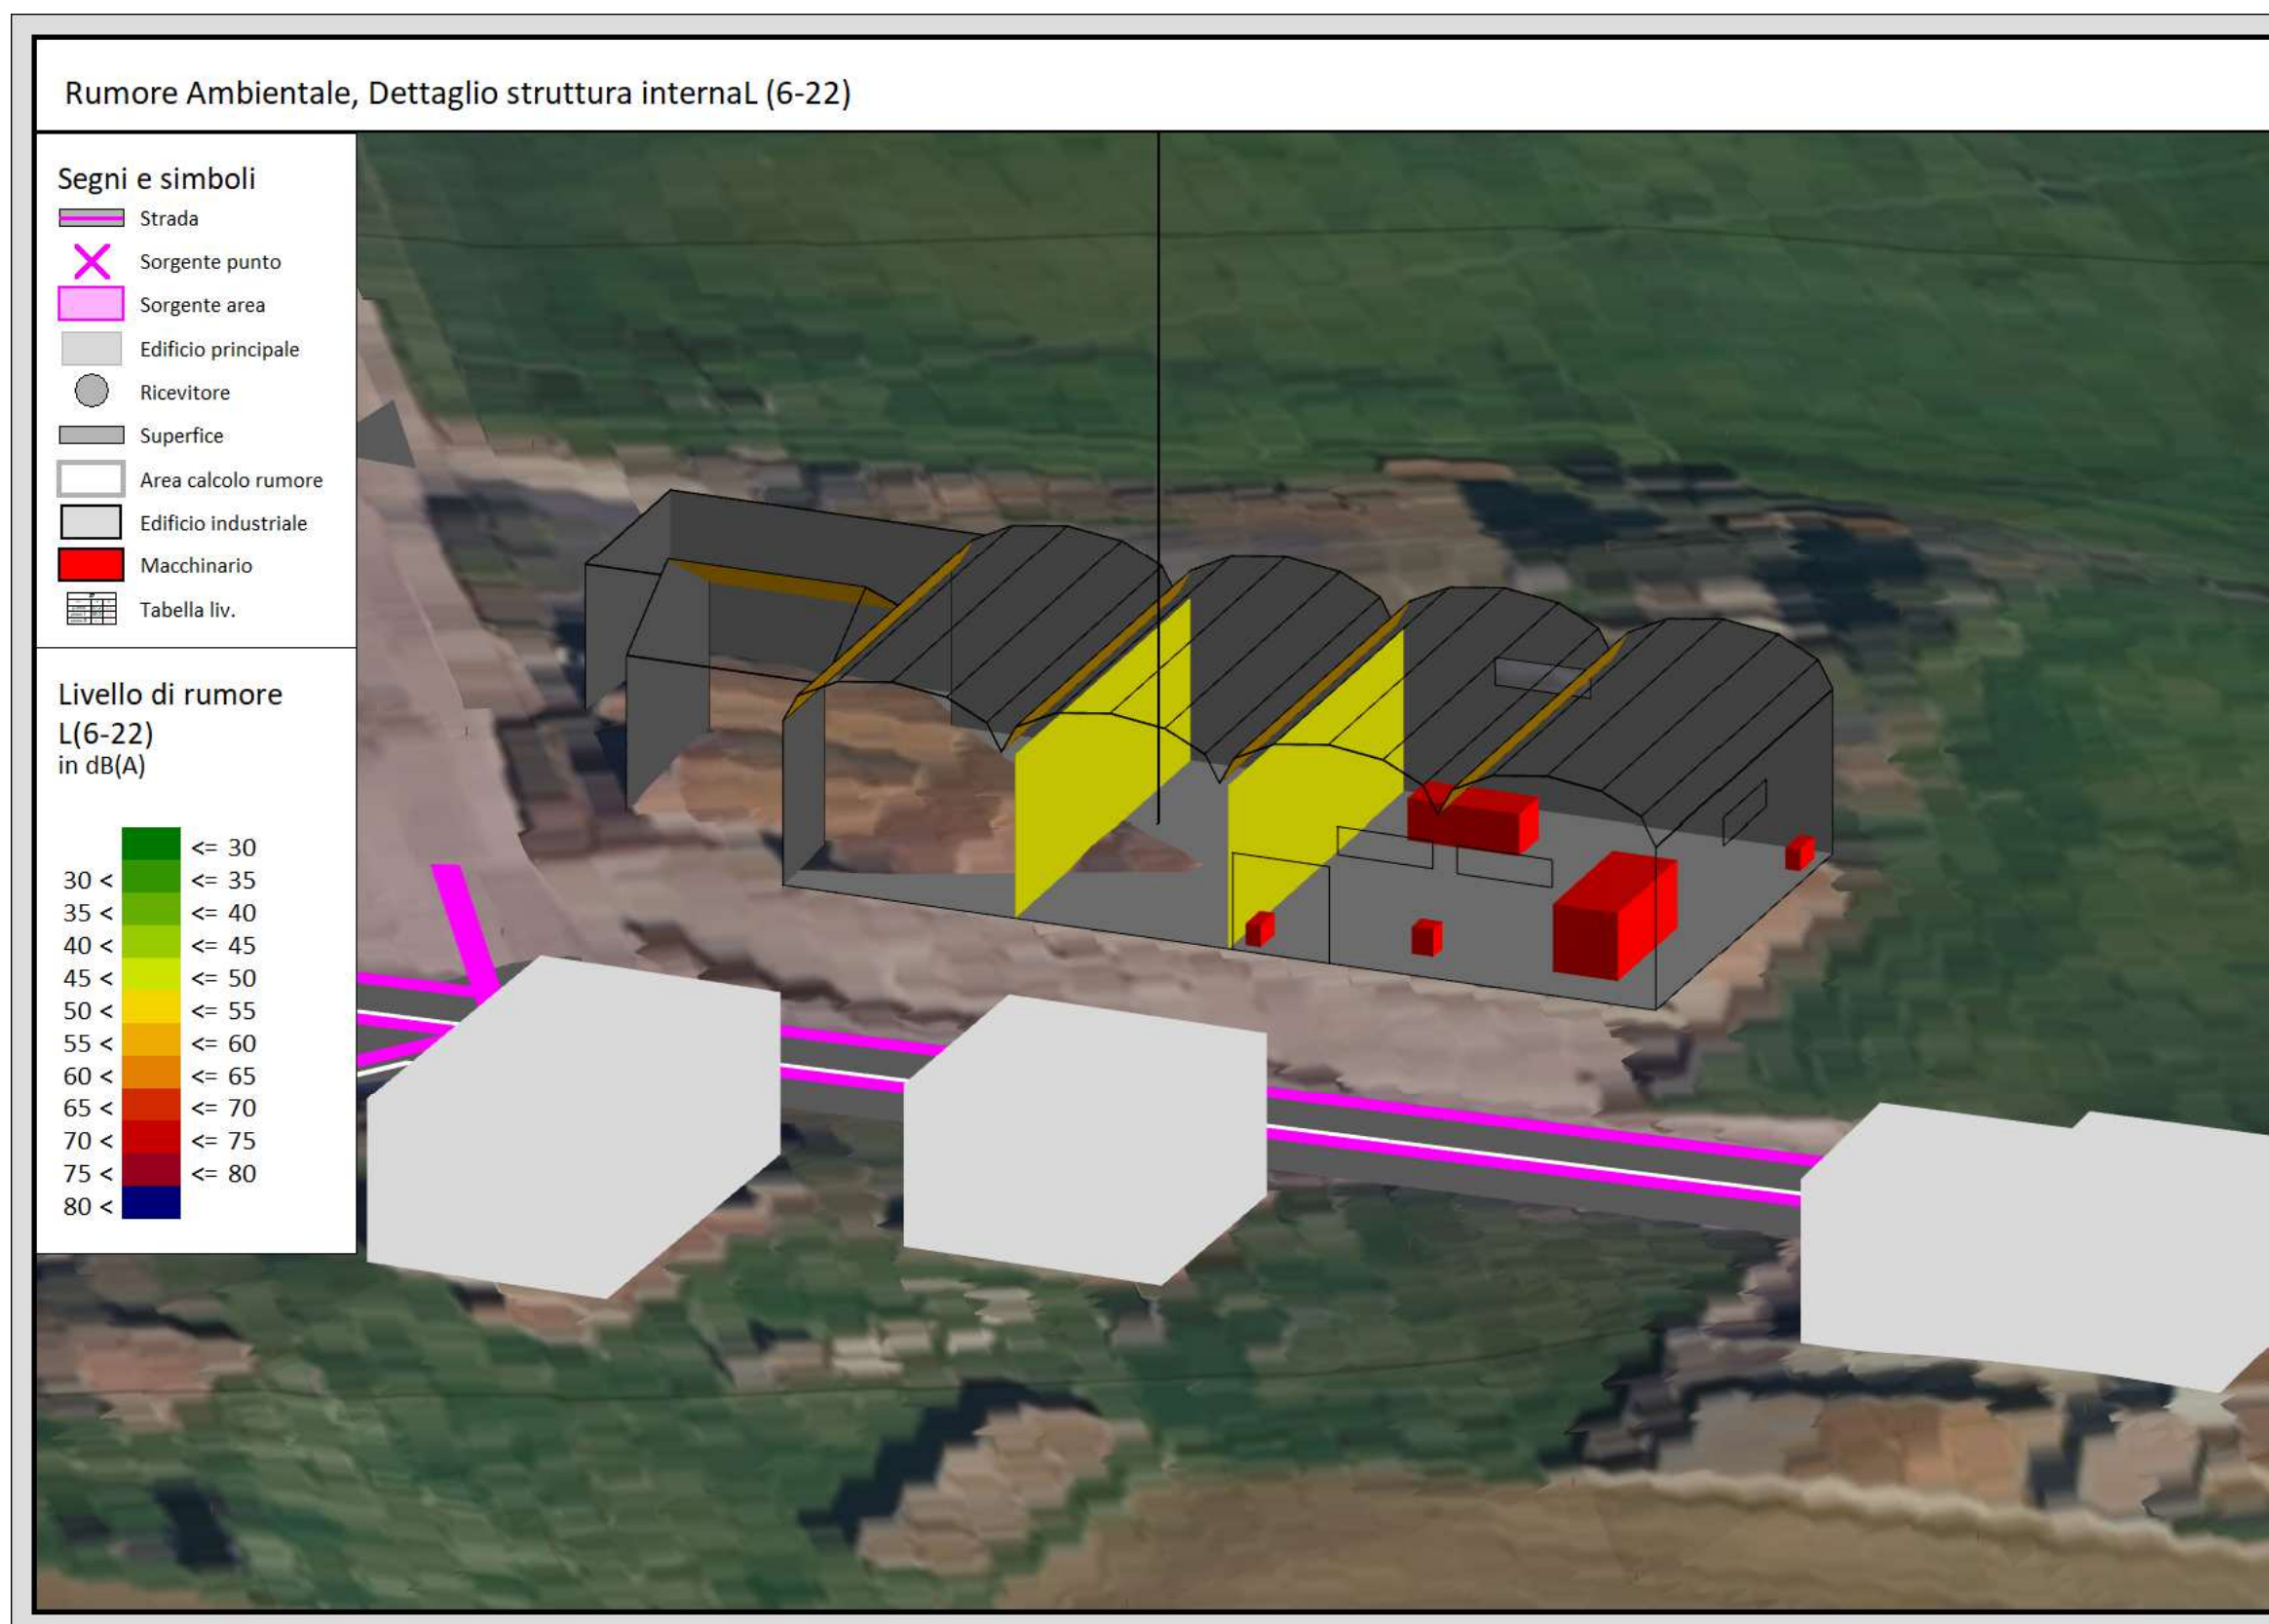 Rumore Ambientale, Dettaglio struttura internaL (6-22)
Segni e simboli
Strada
Sorgente punto
Sorgente area
Edificio principale
Ricevitore
Superfice
Area calcolo rumore
Edificio industriale
Macchinario
Tabella liv.
Livello di rumore
L(6-22)
in dB(A)
<= 30
30 < <= 35
35 < <= 40
40 < <= 45
45 < <= 50
50 < <= 55
55 < <= 60
60 < <= 65
65 < <= 70
70 < <= 75
75 < <= 80
80 <